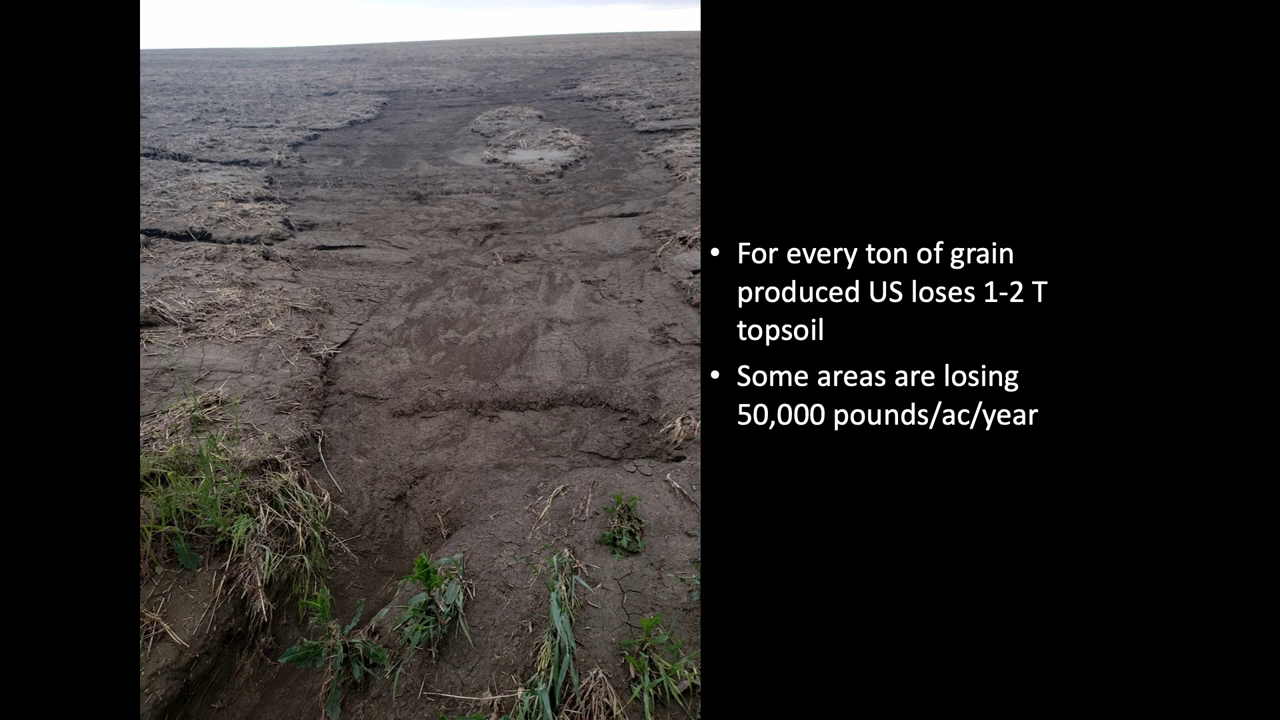 • For every ton of grain
produced US loses 1-2 T
topsoil
• Some areas are losing
50,000 pounds/ac/year